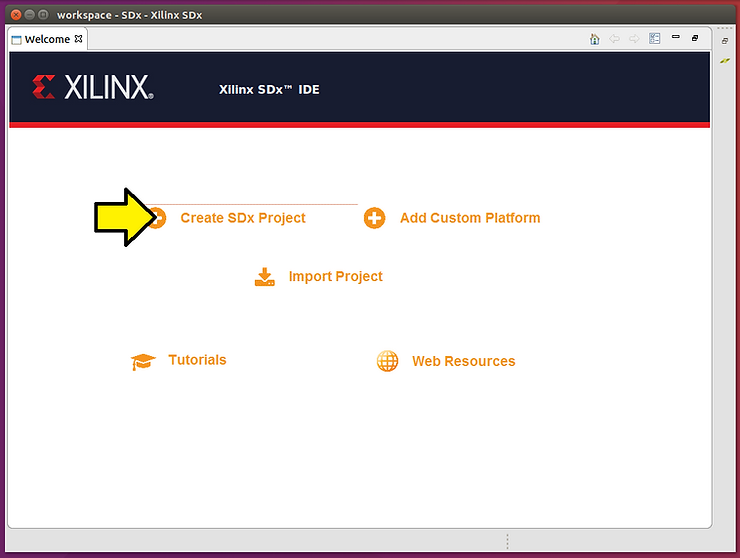 workspace - SDx - Xilinx SDx
Welcome
XILINX®
Xilinx SDx™ IDE
Create SDx Project
Add Custom Platform
Import Project
Tutorials
Web Resources